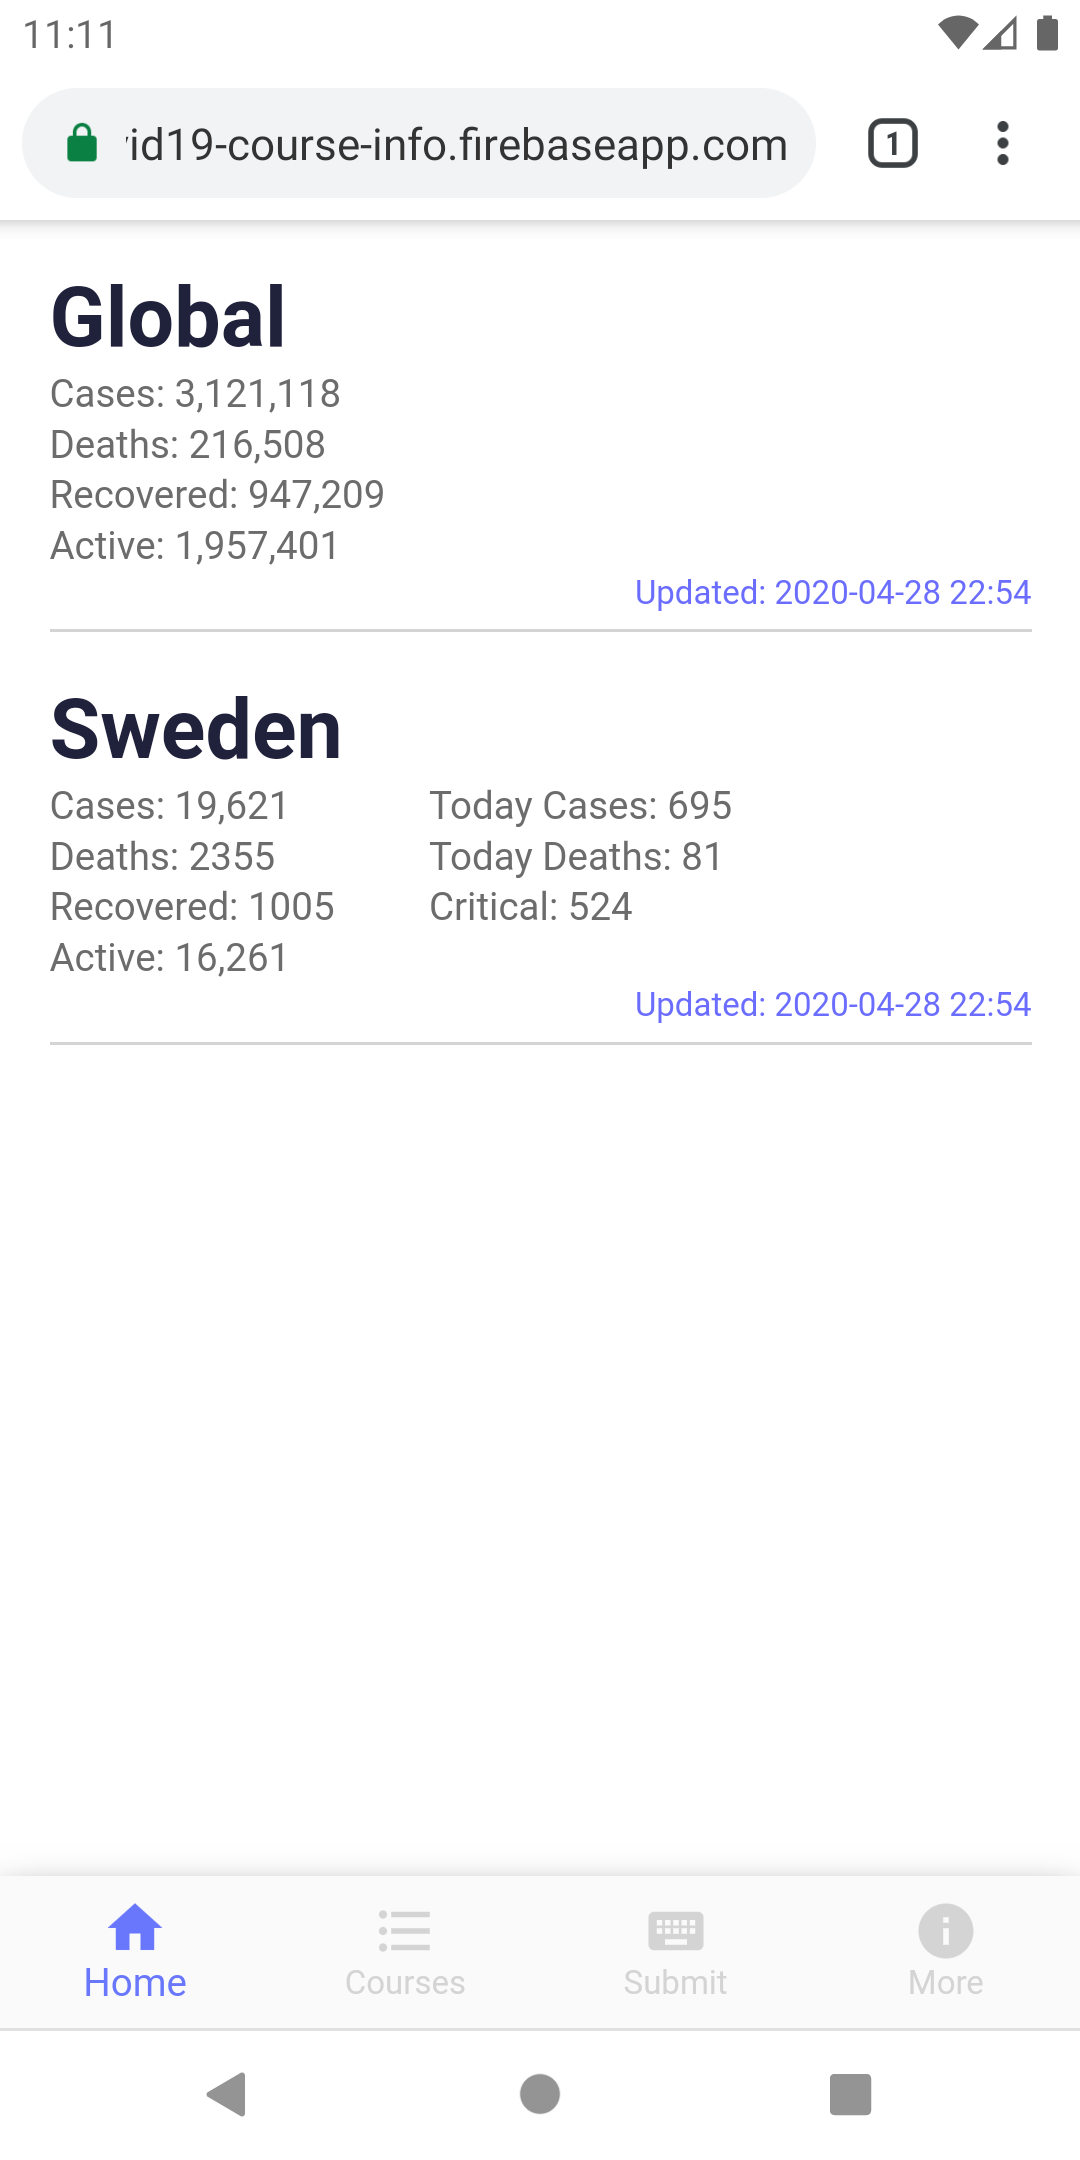 11:11
id19-course-info.firebaseapp.com
1
Global
Cases: 3,121,118
Deaths: 216,508
Recovered: 947,209
Active: 1,957,401
Updated: 2020-04-28 22:54
Sweden
Cases: 19,621 Today Cases: 695
Deaths: 2355 Today Deaths: 81
Recovered: 1005 Critical: 524
Active: 16,261
Updated: 2020-04-28 22:54
Home Courses Submit More